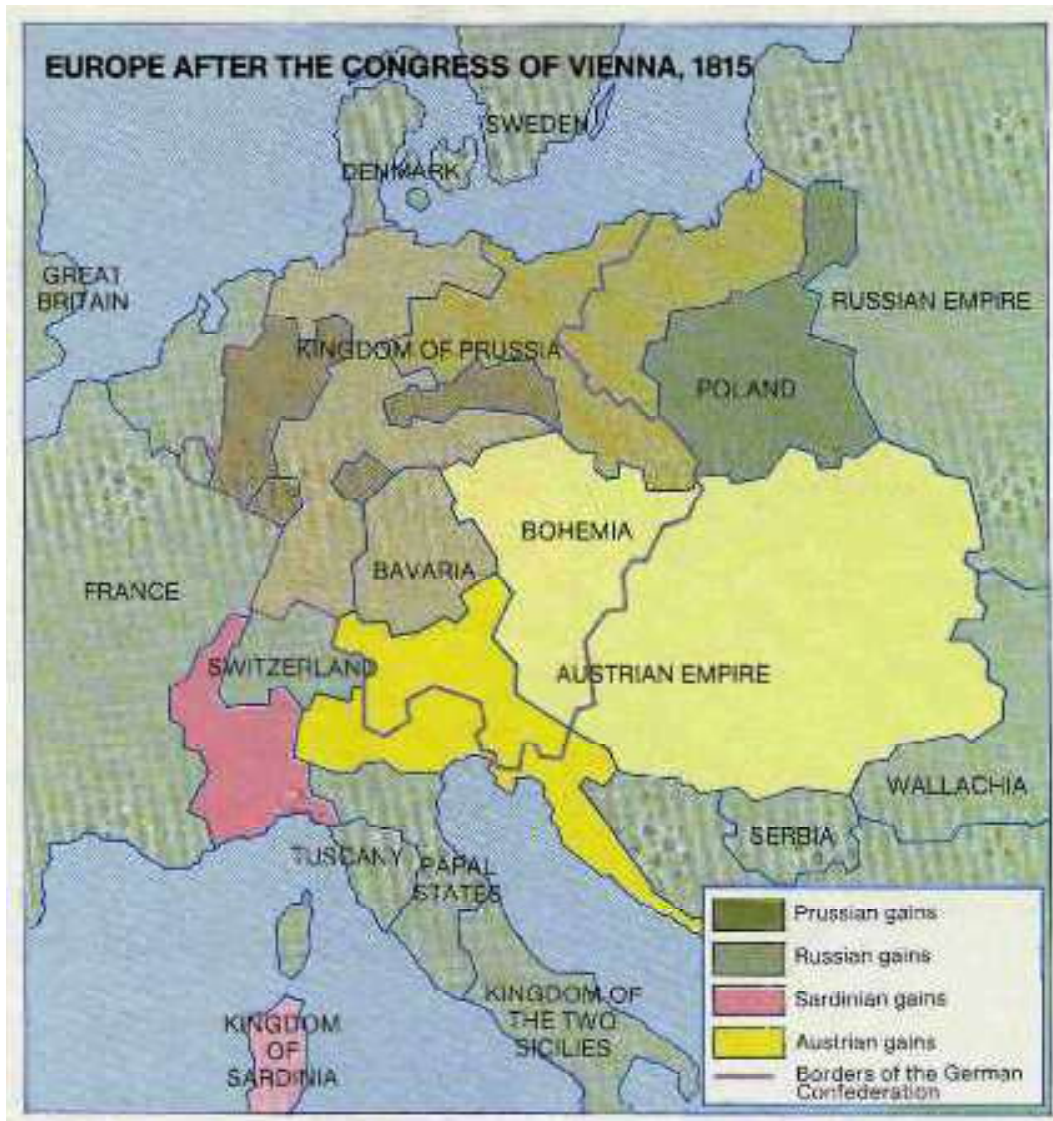 EUROPE AFTER THE CONGRESS OF VIENNA, 1815
SWEDEN
DENMARK
GREAT
BRITAIN
RUSSIAN EMPIRE
KINGDOM OF PRUSSIA
POLAND
BOHEMIA
BAVARIA
FRANCE
SWITZERLAND
AUSTRIAN EMPIRE
WALLACHIA
SERBIA
TUSCANY
PAPAL
STATES
KINGDOM OF
THE TWO
SICILIES
KINGDOM
OF
SARDINIA
Prussian gains
Russian gains
Sardinian gains
Austrian gains
Borders of the German
Confederation